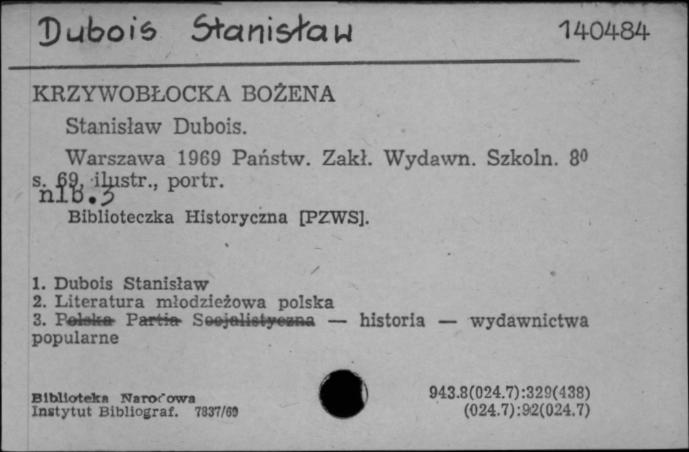 Dubois Stanisław 140484
KRZYWOBŁOCKA BOŻENA
Stanisław Dubois.
Warszawa 1969 Państw. Zakł. Wydawn. Szkoln. 8⁰
s. 69, ilustr., portr.
nlb. 3
Biblioteczka Historyczna [PZWS].
1. Dubois Stanisław
2. Literatura młodzieżowa polska
3. Polska Partia Socjalistyczna — historia — wydawnictwa
popularne
Biblioteka Narodowa 943.8(024.7):329(438)
Instytut Bibliograf. 7837/69 (024.7):92(024.7)